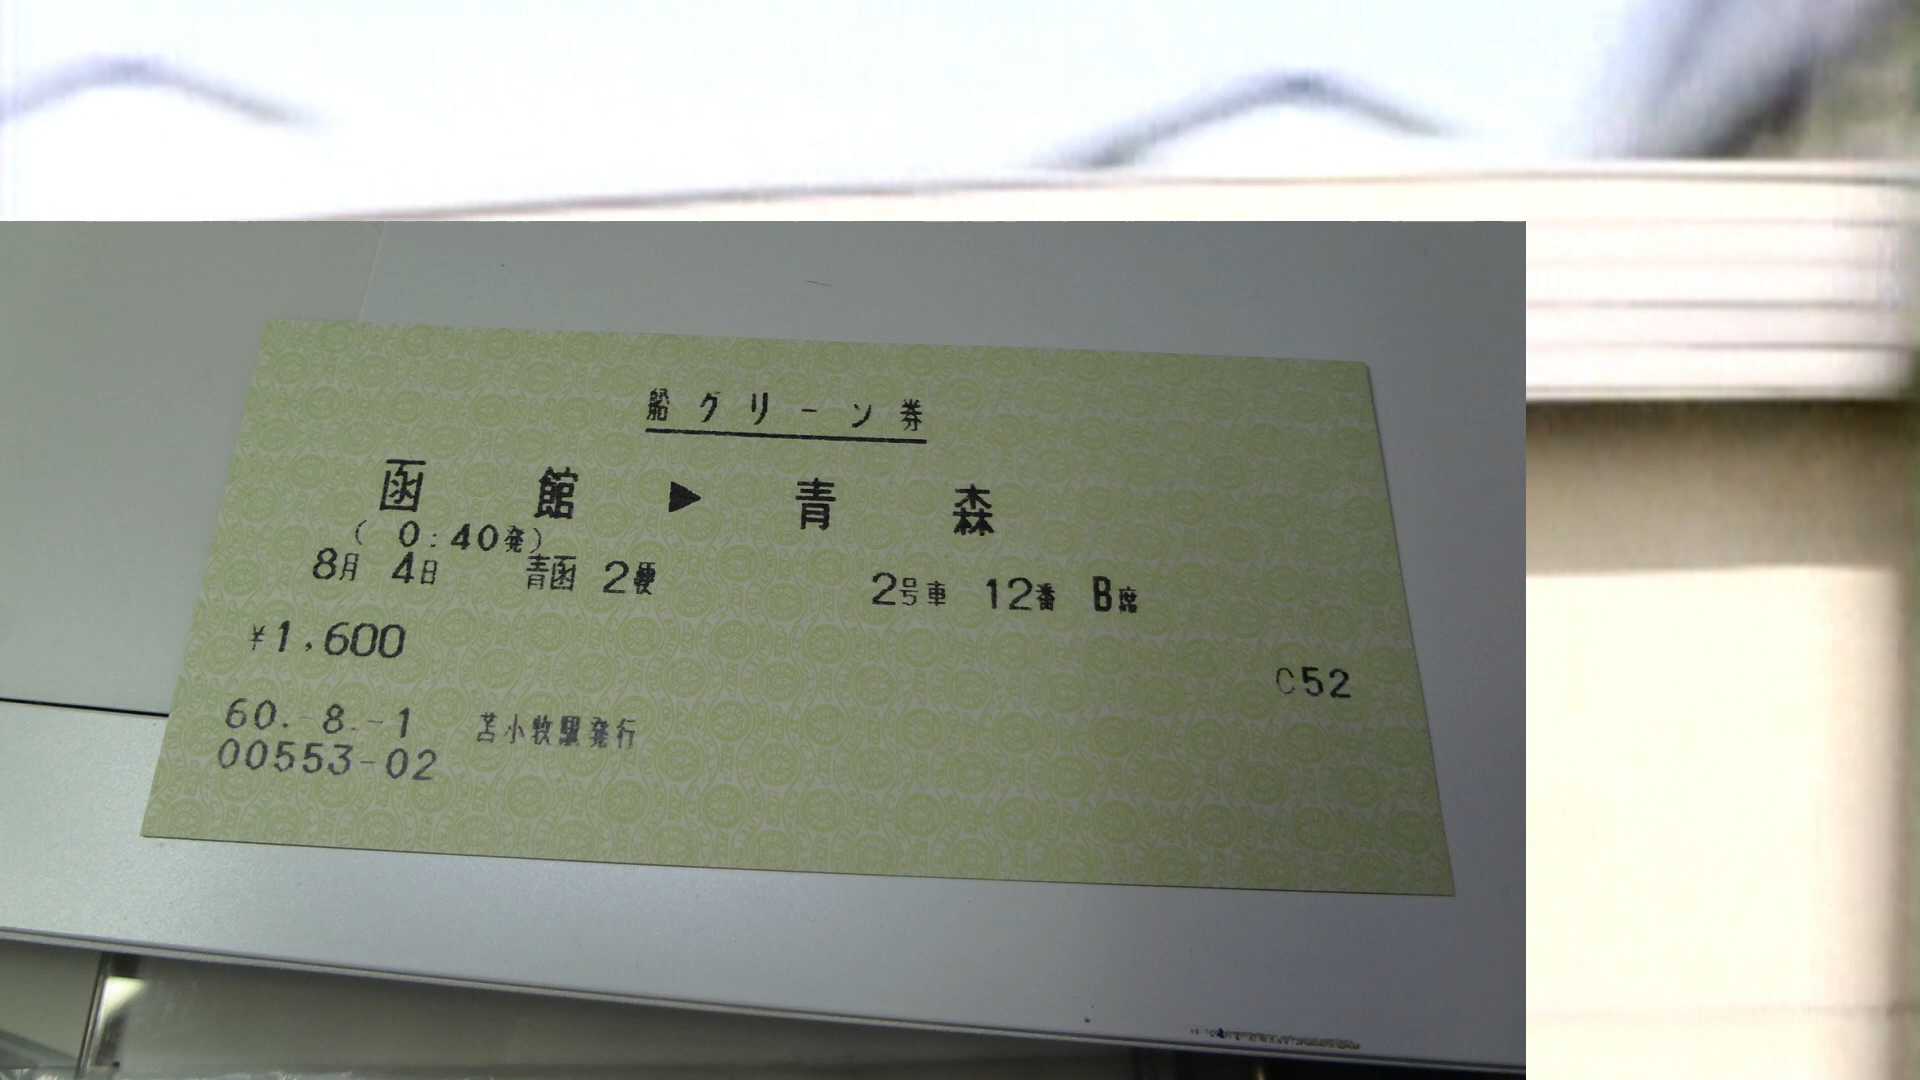 船グリーン券
函館▶青森
( 0:40発)
8月 4日 青函 2便 2号車 12番 B席
¥1,600
C52
60.-8.-1 苫小牧駅発行
00553-02